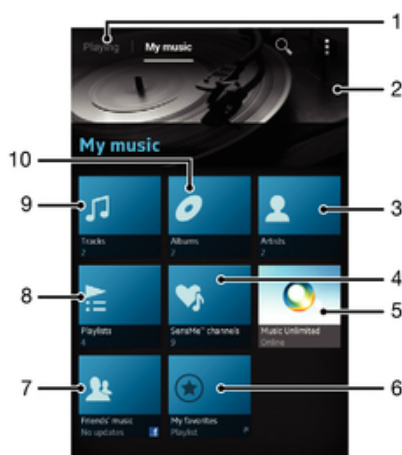 1
Playing | My music
2
My music
10
9
Tracks Albums Artists
2 2 2
3
4
8
Playlists SensMe™ channels Music Unlimited
4 9 Online
5
7
6
Friends' music My favorites
No updates f Playlist